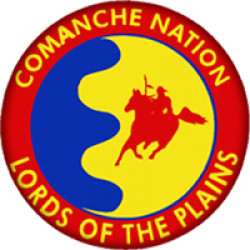 COMANCHE NATION
LORDS OF THE PLAINS